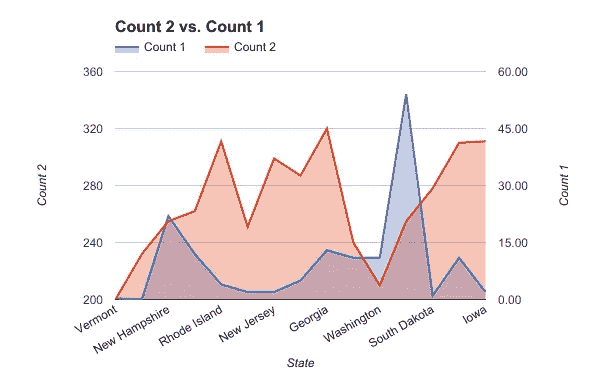 Count 2 vs. Count 1
Count 1 Count 2
360 60.00
320 45.00
280 30.00
240 15.00
200 0.00
Count 2
Count 1
Vermont New Hampshire Rhode Island New Jersey Georgia Washington South Dakota Iowa
State